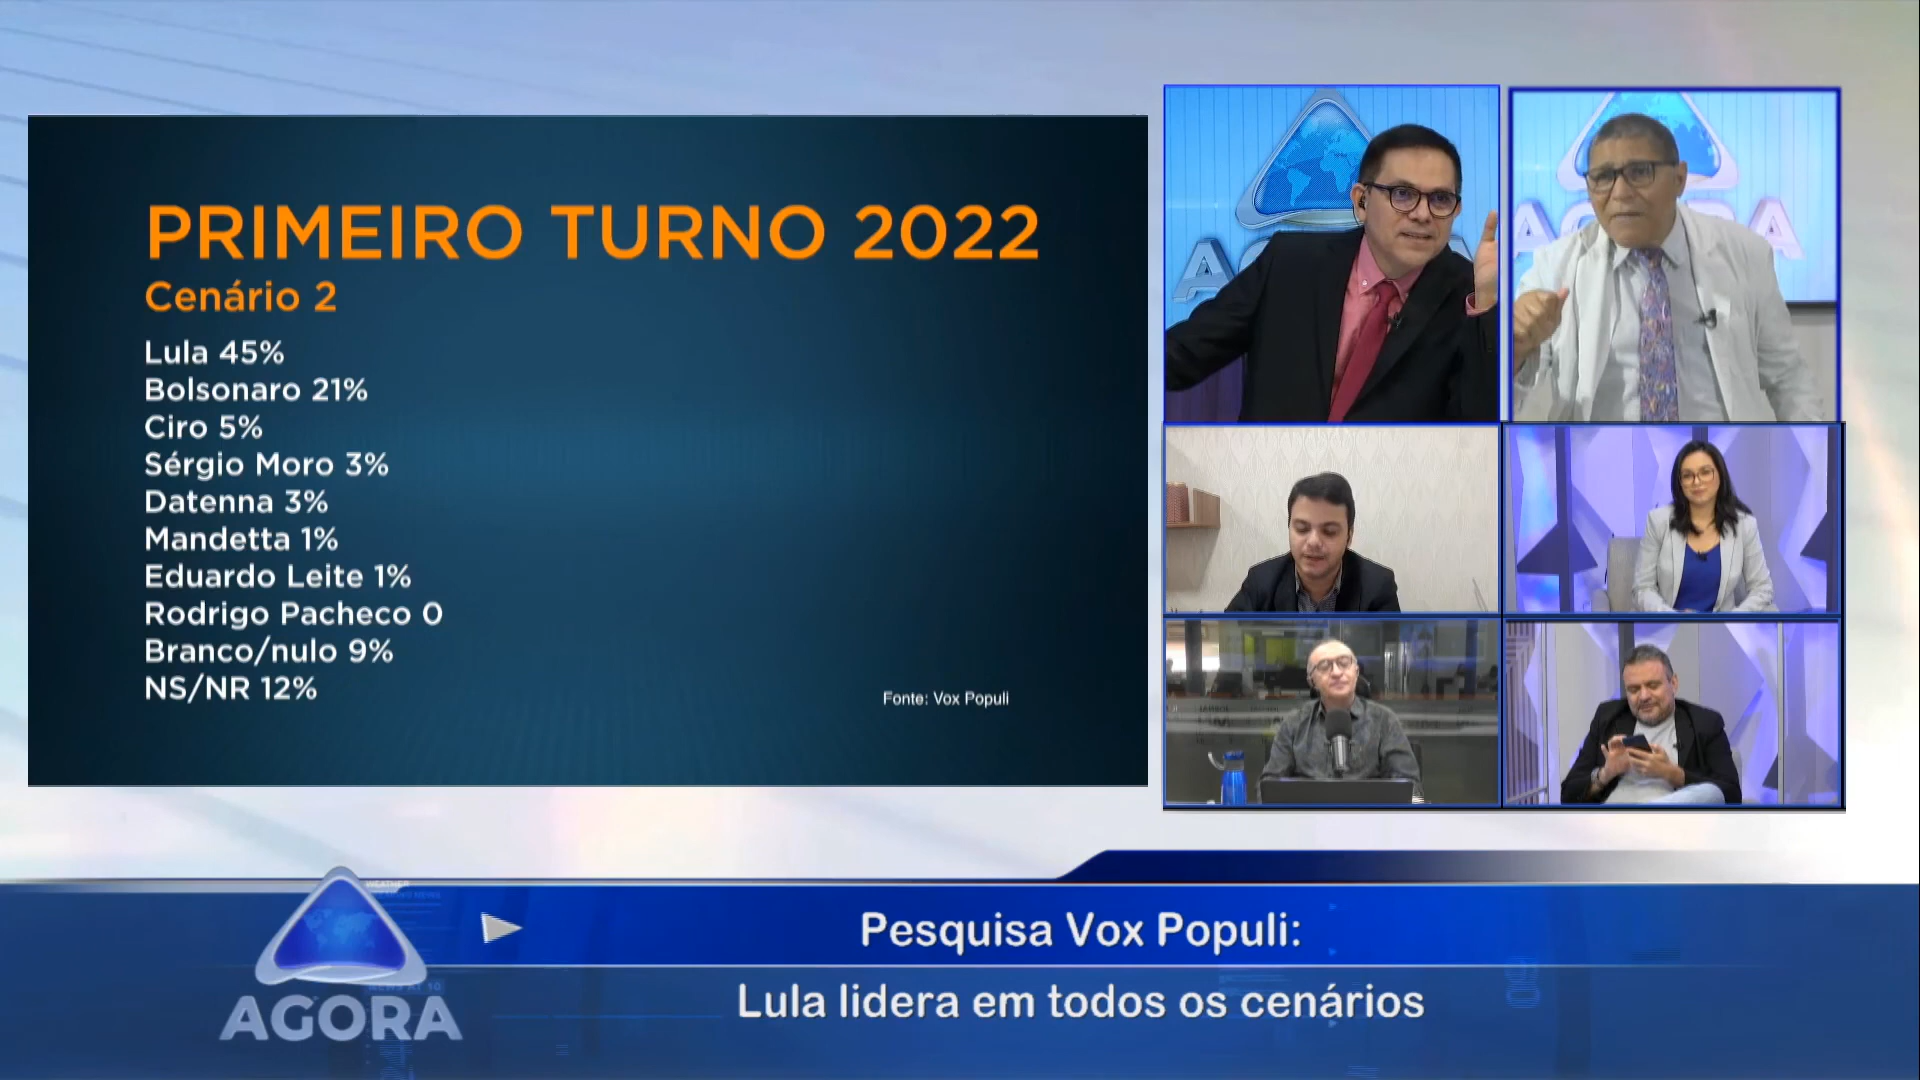 PRIMEIRO TURNO 2022
Cenário 2
Lula 45%
Bolsonaro 21%
Ciro 5%
Sérgio Moro 3%
Datenna 3%
Mandetta 1%
Eduardo Leite 1%
Rodrigo Pacheco 0
Branco/nulo 9%
NS/NR 12%
Fonte: Vox Populi
Pesquisa Vox Populi:
Lula lidera em todos os cenários
AGORA